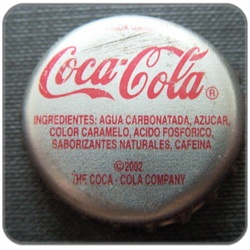 Coca-Cola®
INGREDIENTES: AGUA CARBONATADA, AZUCAR,
COLOR CARAMELO, ACIDO FOSFORICO,
SABORIZANTES NATURALES, CAFEINA
©2002
THE COCA - COLA COMPANY